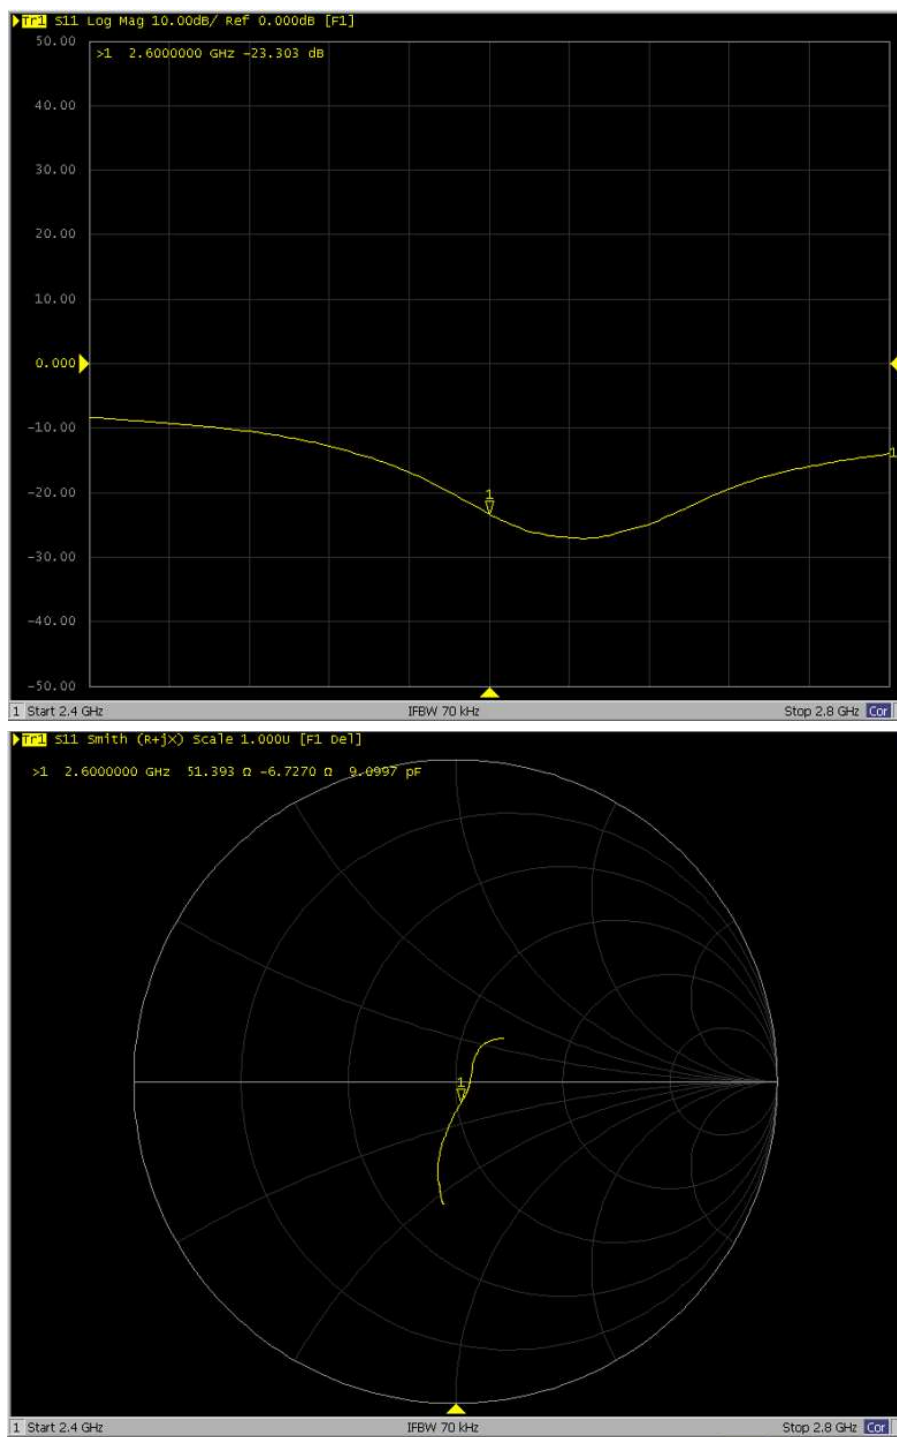 Tr1 S11 Log Mag 10.00dB/ Ref 0.000dB [F1]
50.00
>1 2.6000000 GHz -23.303 dB
40.00
30.00
20.00
10.00
0.000
-10.00
1
-20.00
1
-30.00
-40.00
-50.00
1 Start 2.4 GHz IFBW 70 kHz Stop 2.8 GHz Cor
Tr1 S11 Smith (R+jX) Scale 1.000U [F1 Del]
>1 2.6000000 GHz 51.393 Ω -6.7270 Ω 9.0997 pF
1
1 Start 2.4 GHz IFBW 70 kHz Stop 2.8 GHz Cor